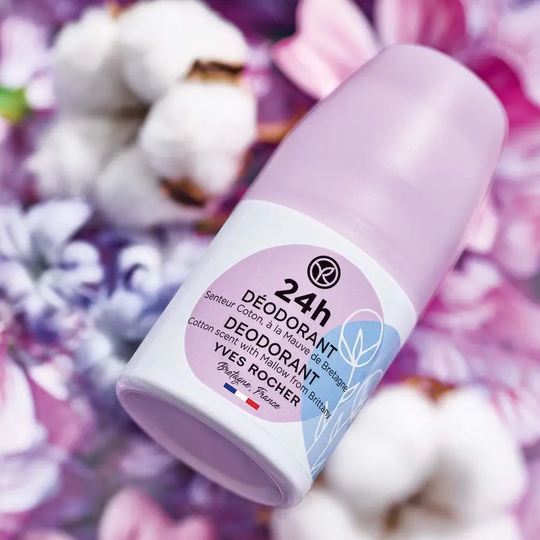 24h
DÉODORANT
Senteur Coton, à la Mauve de Bretagne
DEODORANT
Cotton scent with Mallow from Brittany
YVES ROCHER
Bretagne, France